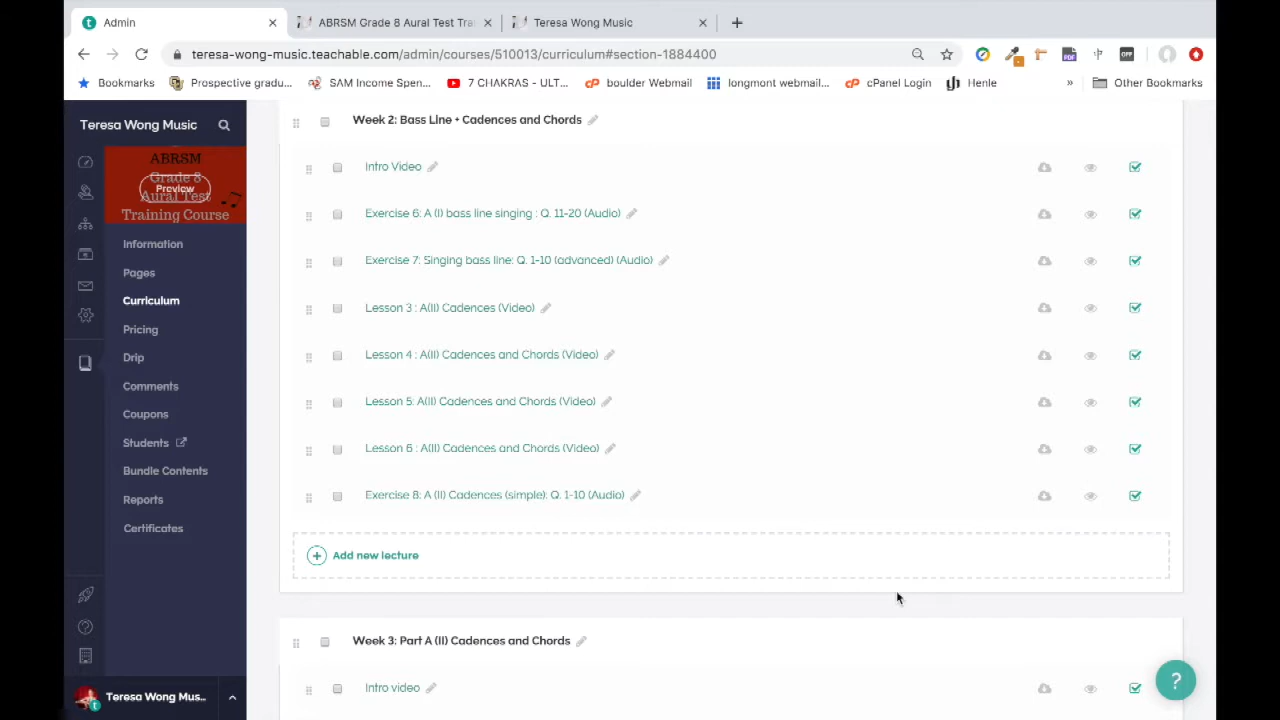 Admin
ABRSM Grade 8 Aural Test Trai
Teresa Wong Music
teresa-wong-music.teachable.com/admin/courses/510013/curriculum#section-1884400
Bookmarks
Prospective gradu...
SAM Income Spen...
7 CHAKRAS - ULT...
boulder Webmail
longmont webmail...
cPanel Login
Henle
»
Other Bookmarks
PDF
OFF
Teresa Wong Music
ABRSM
Grade 8
Preview
Aural Test
Training Course
Information
Pages
Curriculum
Pricing
Drip
Comments
Coupons
Students
Bundle Contents
Reports
Certificates
Teresa Wong Mus...
Week 2: Bass Line + Cadences and Chords
Intro Video
Exercise 6: A (I) bass line singing : Q. 11-20 (Audio)
Exercise 7: Singing bass line: Q. 1-10 (advanced) (Audio)
Lesson 3 : A(II) Cadences (Video)
Lesson 4 : A(II) Cadences and Chords (Video)
Lesson 5: A(II) Cadences and Chords (Video)
Lesson 6 : A(II) Cadences and Chords (Video)
Exercise 8: A (II) Cadences (simple): Q. 1-10 (Audio)
Add new lecture
Week 3: Part A (II) Cadences and Chords
Intro video
?